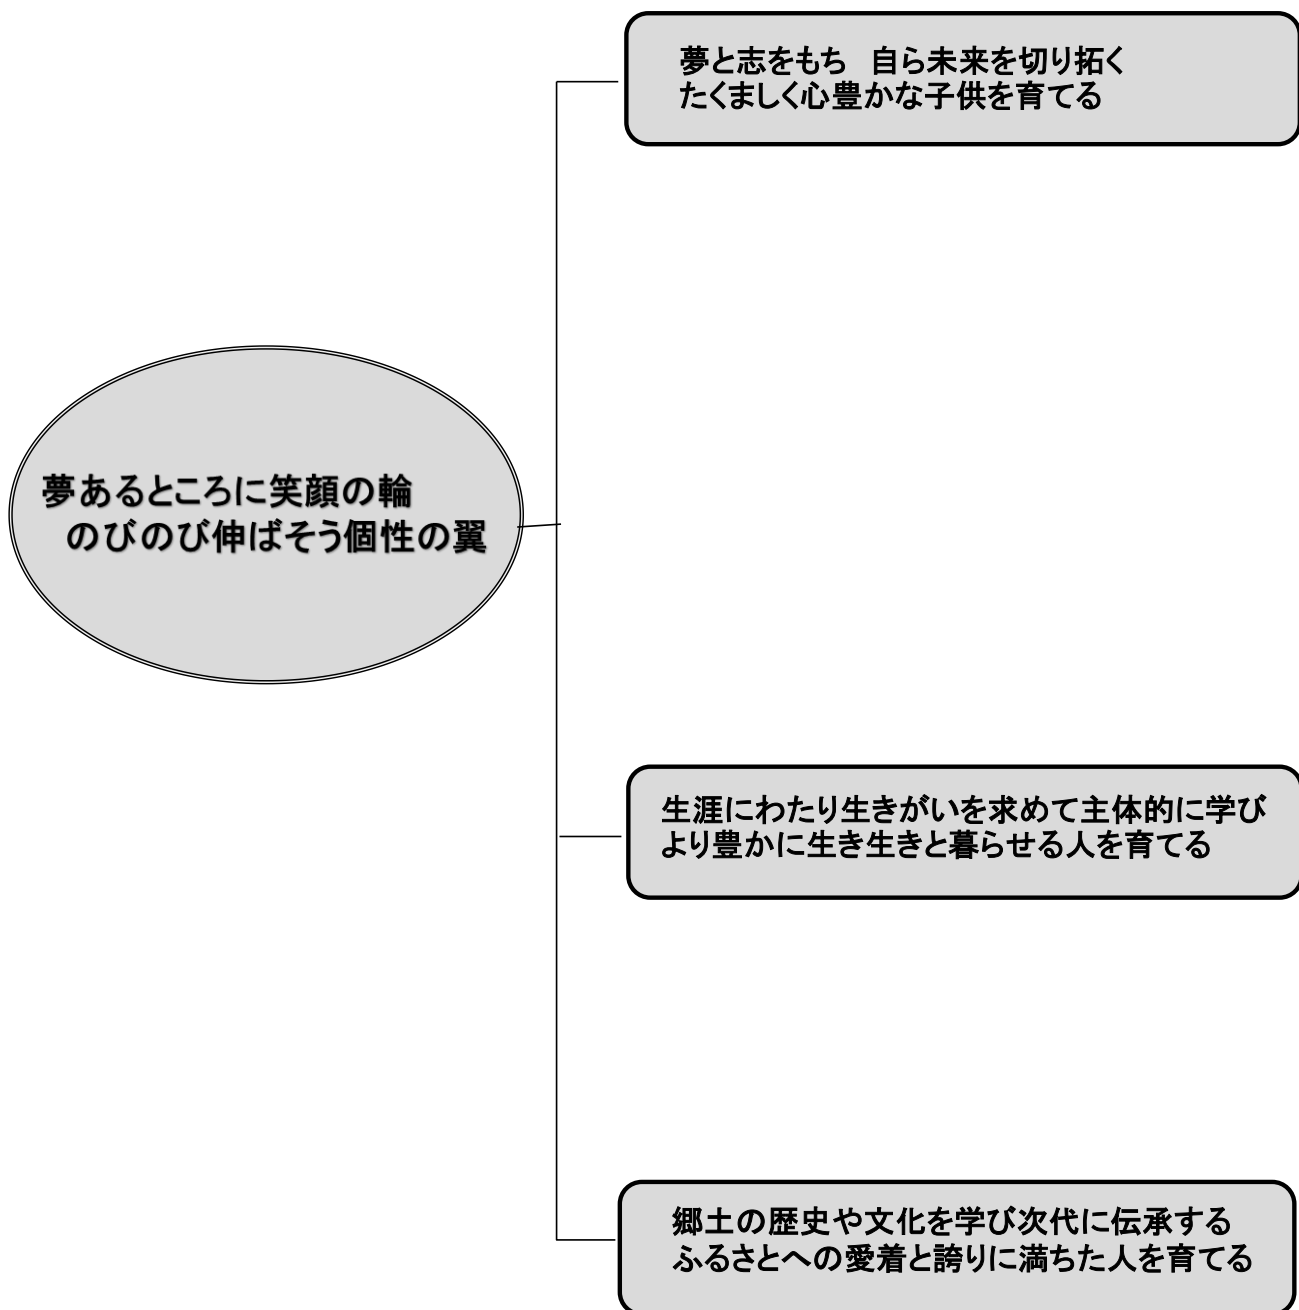 夢と志をもち　自ら未来を切り拓く
たくましく心豊かな子供を育てる
夢あるところに笑顔の輪
のびのび伸ばそう個性の翼
生涯にわたり生きがいを求めて主体的に学び
より豊かに生き生きと暮らせる人を育てる
郷土の歴史や文化を学び次代に伝承する
ふるさとへの愛着と誇りに満ちた人を育てる